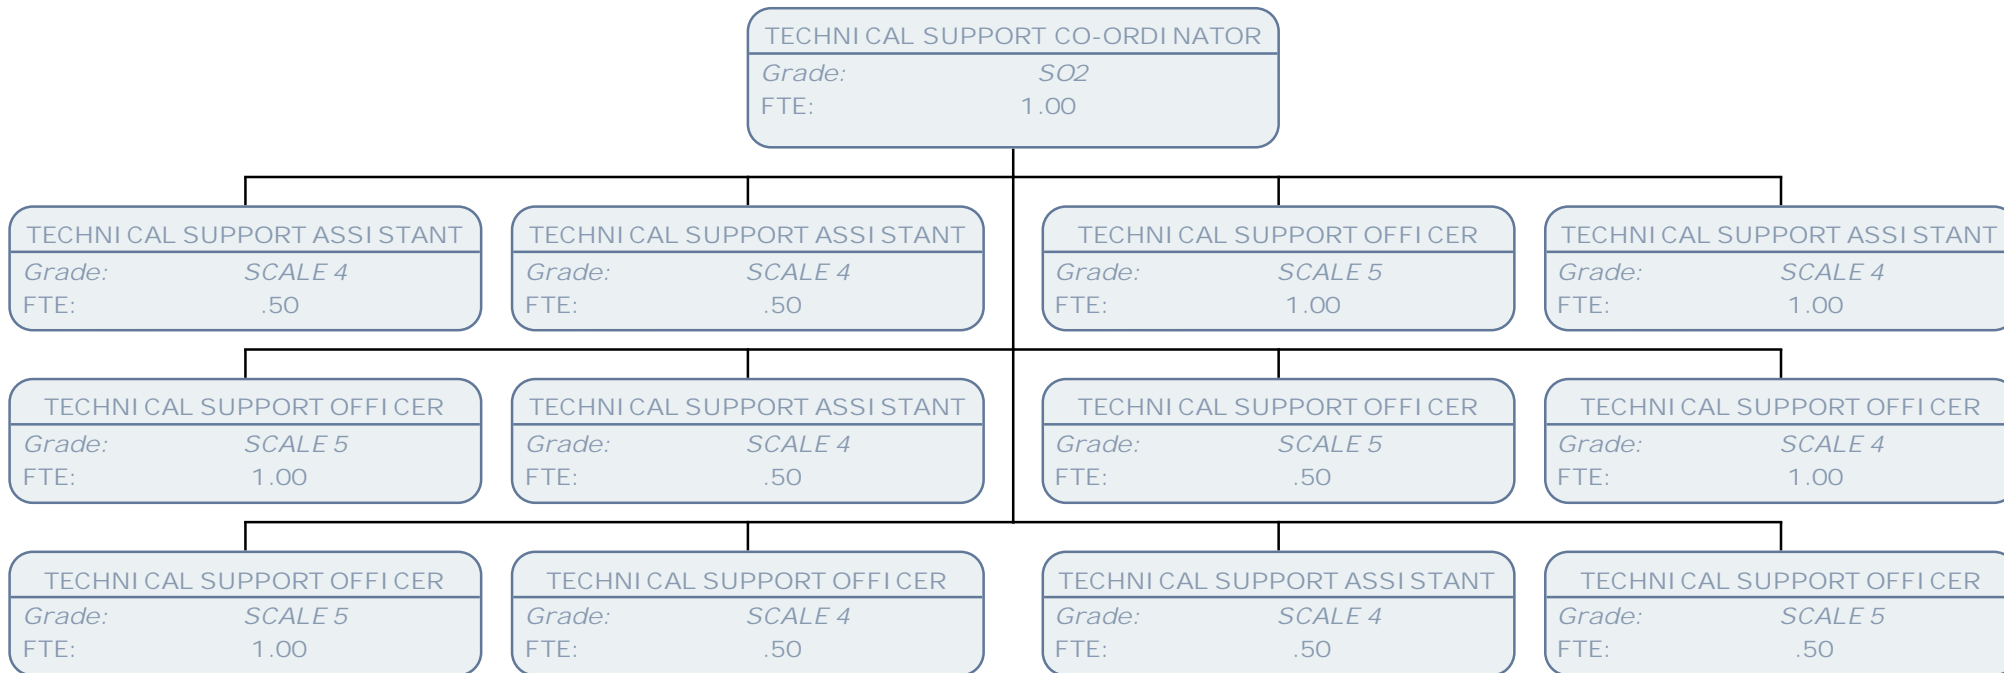 TECHNICAL SUPPORT CO-ORDINATOR
Grade: SO2
FTE: 1.00
TECHNICAL SUPPORT ASSISTANT
Grade: SCALE 4
FTE: .50
TECHNICAL SUPPORT ASSISTANT
Grade: SCALE 4
FTE: .50
TECHNICAL SUPPORT OFFICER
Grade: SCALE 5
FTE: 1.00
TECHNICAL SUPPORT ASSISTANT
Grade: SCALE 4
FTE: 1.00
TECHNICAL SUPPORT OFFICER
Grade: SCALE 5
FTE: 1.00
TECHNICAL SUPPORT ASSISTANT
Grade: SCALE 4
FTE: .50
TECHNICAL SUPPORT OFFICER
Grade: SCALE 5
FTE: .50
TECHNICAL SUPPORT OFFICER
Grade: SCALE 4
FTE: 1.00
TECHNICAL SUPPORT OFFICER
Grade: SCALE 5
FTE: 1.00
TECHNICAL SUPPORT OFFICER
Grade: SCALE 4
FTE: .50
TECHNICAL SUPPORT ASSISTANT
Grade: SCALE 4
FTE: .50
TECHNICAL SUPPORT OFFICER
Grade: SCALE 5
FTE: .50